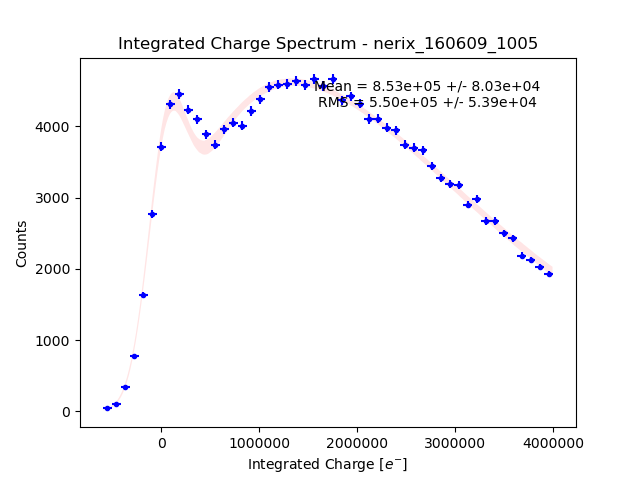 Integrated Charge Spectrum - nerix_160609_1005
Mean = 8.53e+05 +/- 8.03e+04
RMS = 5.50e+05 +/- 5.39e+04
Counts
4000
3000
2000
1000
0
0 1000000 2000000 3000000 4000000
Integrated Charge [e⁻]